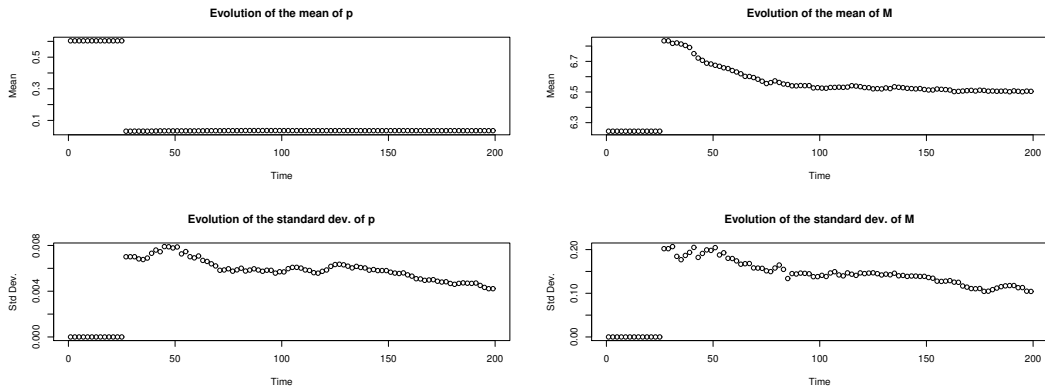 Evolution of the mean of p
Mean
0.1
0.3
0.5
0
50
100
150
200
Time
Evolution of the mean of M
Mean
6.3
6.5
6.7
0
50
100
150
200
Time
Evolution of the standard dev. of p
Std Dev.
0.000
0.004
0.008
0
50
100
150
200
Time
Evolution of the standard dev. of M
Std Dev.
0.00
0.10
0.20
0
50
100
150
200
Time